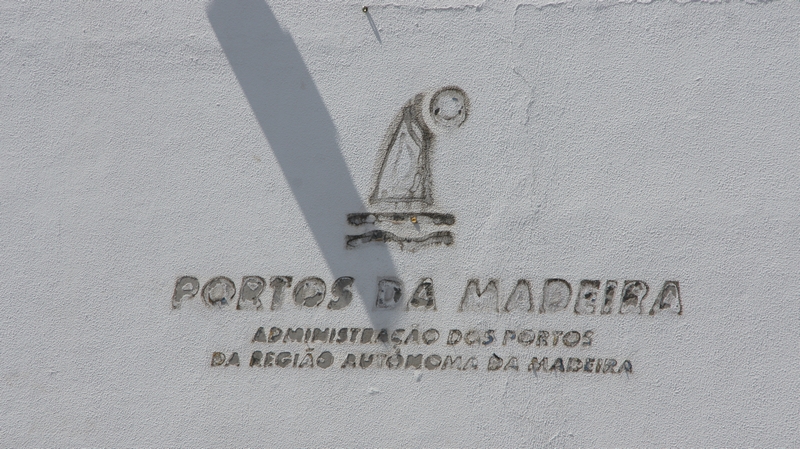 PORTOS DA MADEIRA
ADMINISTRAÇÃO DOS PORTOS
DA REGIÃO AUTÓNOMA DA MADEIRA